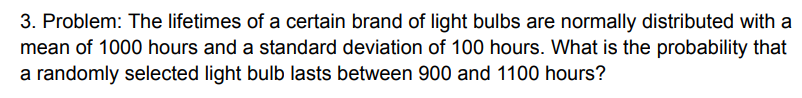 3. Problem: The lifetimes of a certain brand of light bulbs are normally distributed with a
mean of 1000 hours and a standard deviation of 100 hours. What is the probability that
a randomly selected light bulb lasts between 900 and 1100 hours?